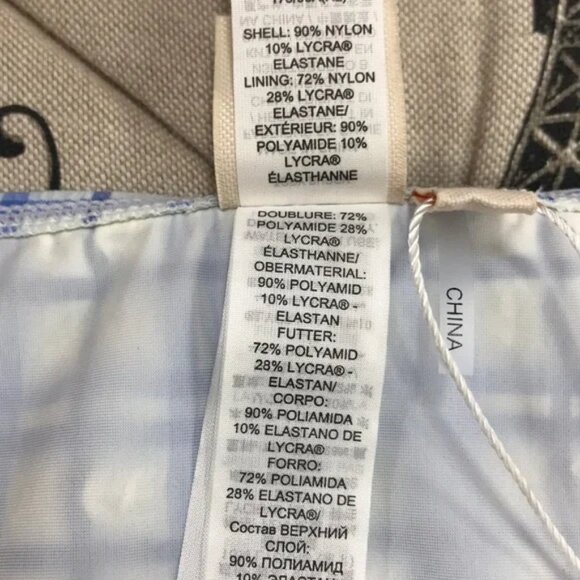 SHELL: 90% NYLON
10% LYCRA®
ELASTANE
LINING: 72% NYLON
28% LYCRA®
ELASTANE/
EXTÉRIEUR: 90%
POLYAMIDE 10%
LYCRA®
ÉLASTHANNE
DOUBLURE: 72%
POLYAMIDE 28%
LYCRA®
ÉLASTHANNE/
OBERMATERIAL:
90% POLYAMID
10% LYCRA® -
ELASTAN
FUTTER:
72% POLYAMID
28% LYCRA® -
ELASTAN/
CORPO:
90% POLIAMIDA
10% ELASTANO DE
LYCRA®
FORRO:
72% POLIAMIDA
28% ELASTANO DE
LYCRA®/
Состав ВЕРХНИЙ
СЛОЙ:
90% ПОЛИАМИД
10%
CHINA